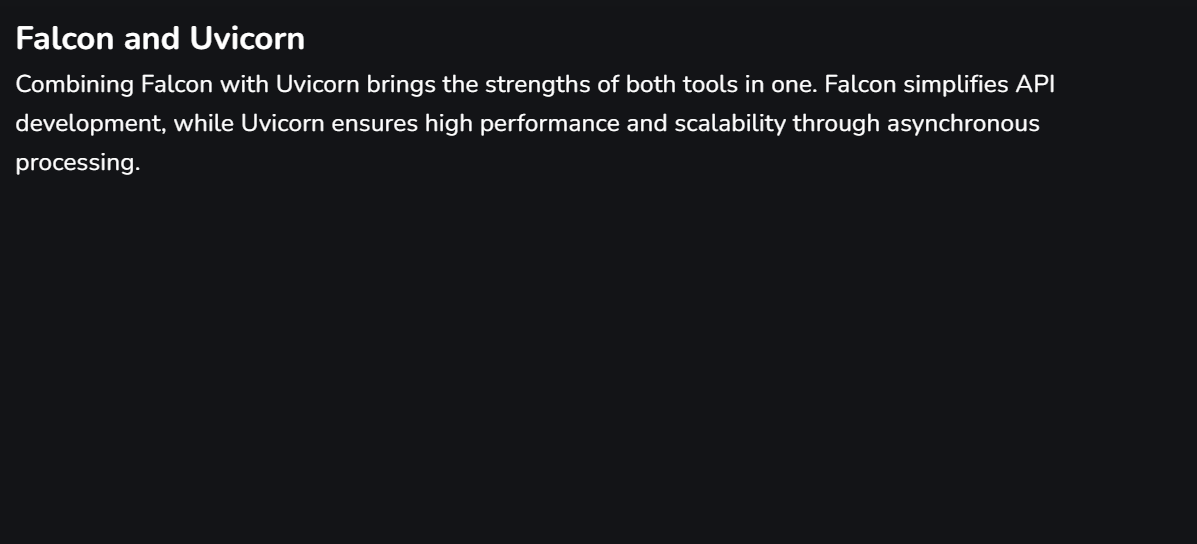 Falcon and Uvicorn
Combining Falcon with Uvicorn brings the strengths of both tools in one. Falcon simplifies API
development, while Uvicorn ensures high performance and scalability through asynchronous
processing.